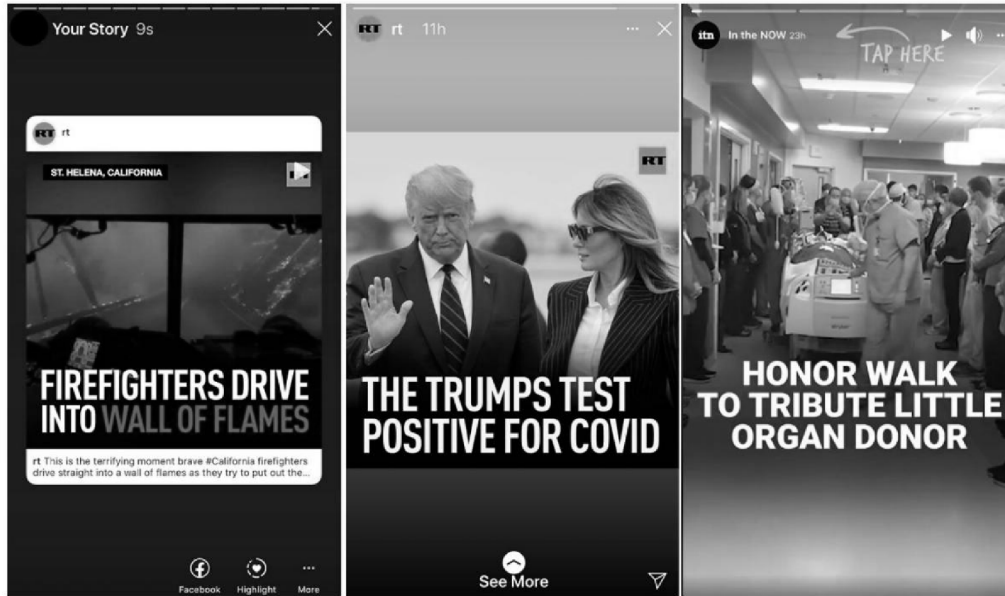 Your Story 9s
RT rt
ST. HELENA, CALIFORNIA
FIREFIGHTERS DRIVE
INTO WALL OF FLAMES
rt This is the terrifying moment brave #California firefighters
drive straight into a wall of flames as they try to put out the...
Facebook Highlight More
RT rt 11h
RT
THE TRUMPS TEST
POSITIVE FOR COVID
See More
itn In the NOW 23h
TAP HERE
HONOR WALK
TO TRIBUTE LITTLE
ORGAN DONOR